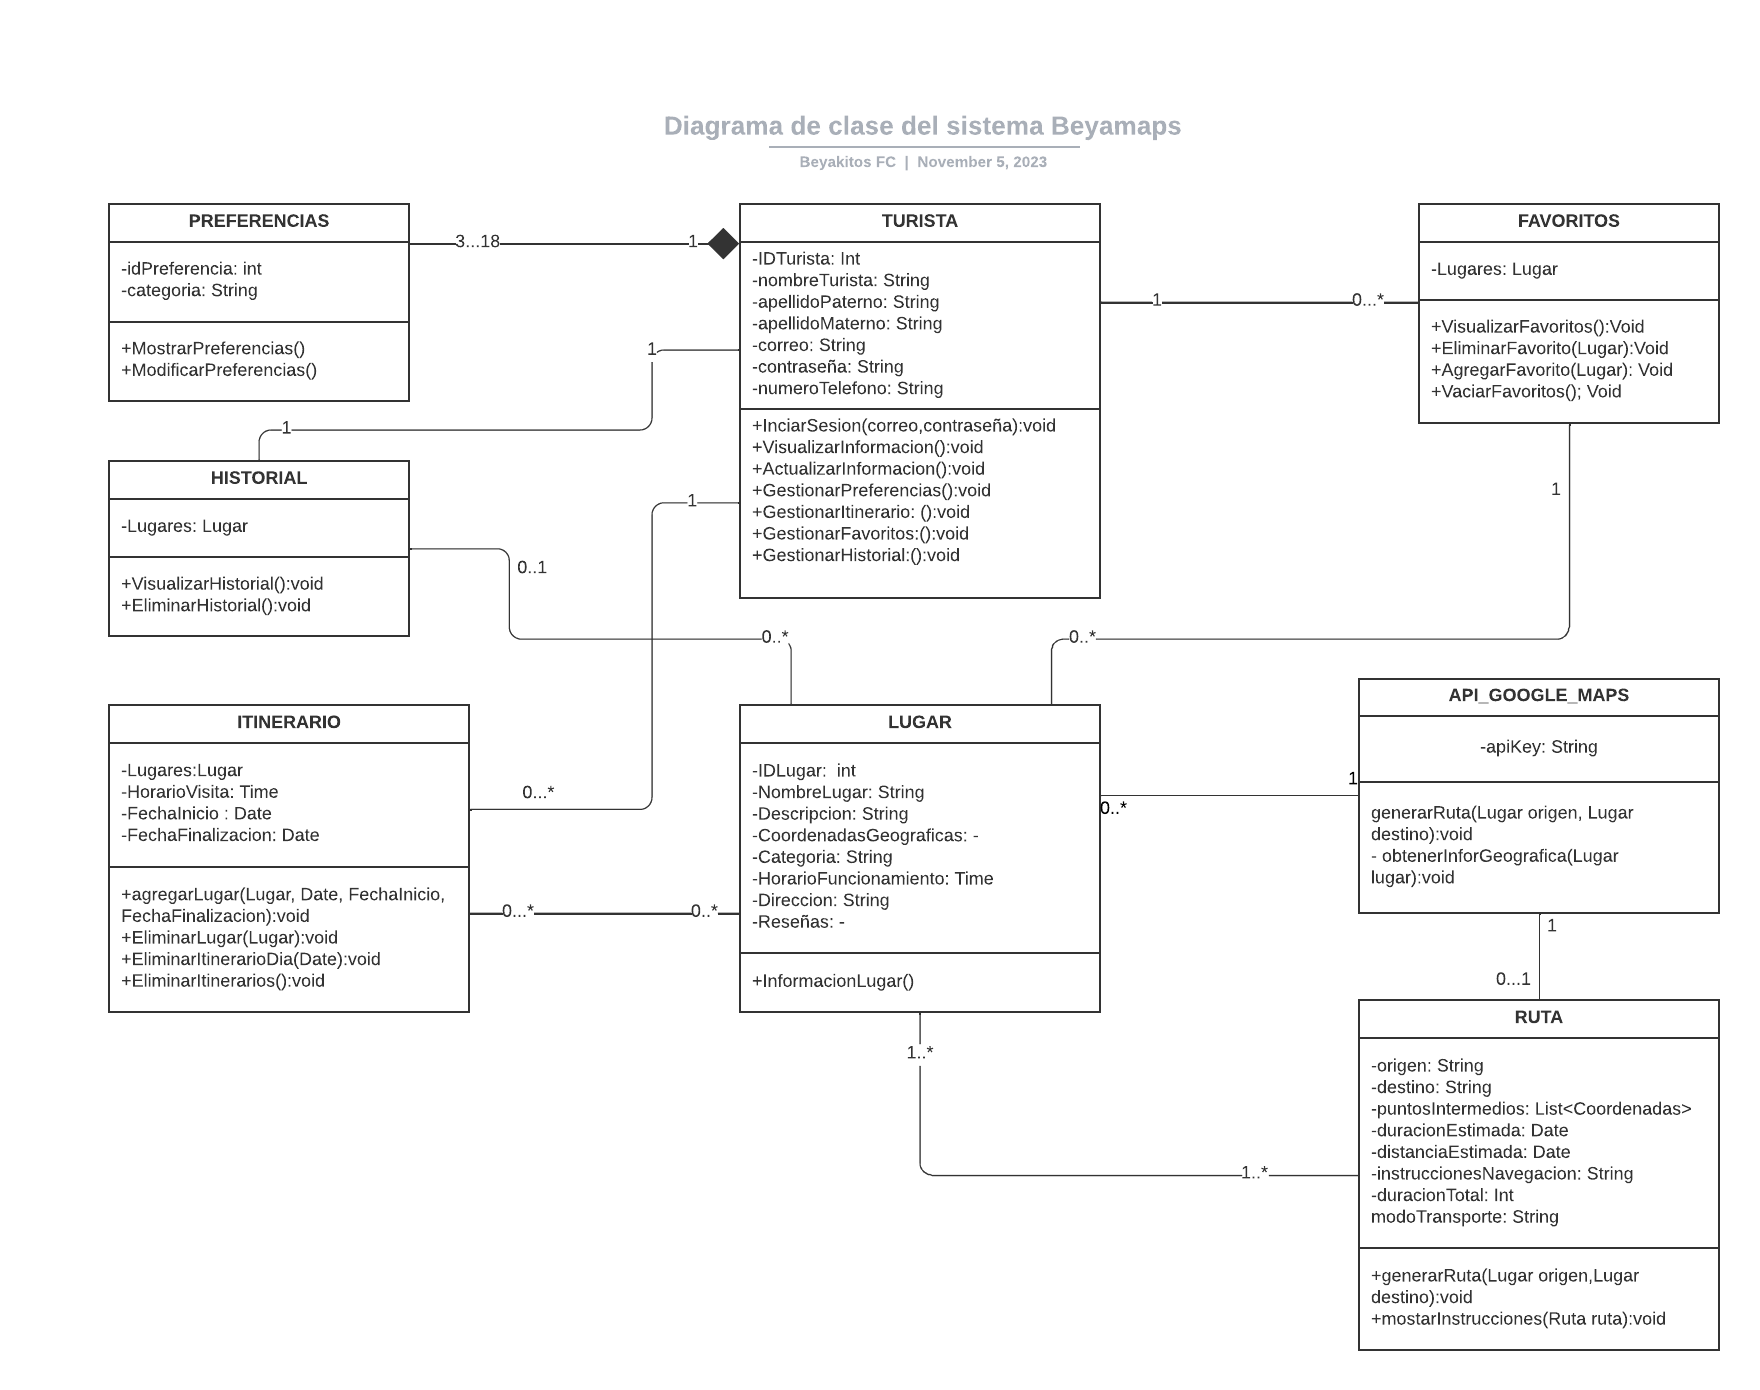 Diagrama de clase del sistema Beyamaps
Beyakitos FC | November 5, 2023
PREFERENCIAS
-idPreferencia: int
-categoria: String
+MostrarPreferencias()
+ModificarPreferencias()
3...18
1
TURISTA
-IDTurista: Int
-nombreTurista: String
-apellidoPaterno: String
-apellidoMaterno: String
-correo: String
-contraseña: String
-numeroTelefono: String
+InciarSesion(correo,contraseña):void
+VisualizarInformacion():void
+ActualizarInformacion():void
+GestionarPreferencias():void
+GestionarItinerario: ():void
+GestionarFavoritos:():void
+GestionarHistorial:():void
1
0...*
FAVORITOS
-Lugares: Lugar
+VisualizarFavoritos():Void
+EliminarFavorito(Lugar):Void
+AgregarFavorito(Lugar): Void
+VaciarFavoritos(); Void
1
1
1
1
HISTORIAL
-Lugares: Lugar
+VisualizarHistorial():void
+EliminarHistorial():void
0..1
0..*
0..*
ITINERARIO
-Lugares:Lugar
-HorarioVisita: Time
-FechaInicio : Date
-FechaFinalizacion: Date
+agregarLugar(Lugar, Date, FechaInicio,
FechaFinalizacion):void
+EliminarLugar(Lugar):void
+EliminarItinerarioDia(Date):void
+EliminarItinerarios():void
0...*
0...*
0..*
LUGAR
-IDLugar:  int
-NombreLugar: String
-Descripcion: String
-CoordenadasGeograficas: -
-Categoria: String
-HorarioFuncionamiento: Time
-Direccion: String
-Reseñas: -
+InformacionLugar()
1
0..*
API_GOOGLE_MAPS
-apiKey: String
generarRuta(Lugar origen, Lugar
destino):void
- obtenerInforGeografica(Lugar
lugar):void
1
0...1
1..*
1..*
RUTA
-origen: String
-destino: String
-puntosIntermedios: List<Coordenadas>
-duracionEstimada: Date
-distanciaEstimada: Date
-instruccionesNavegacion: String
-duracionTotal: Int
modoTransporte: String
+generarRuta(Lugar origen,Lugar
destino):void
+mostarInstrucciones(Ruta ruta):void